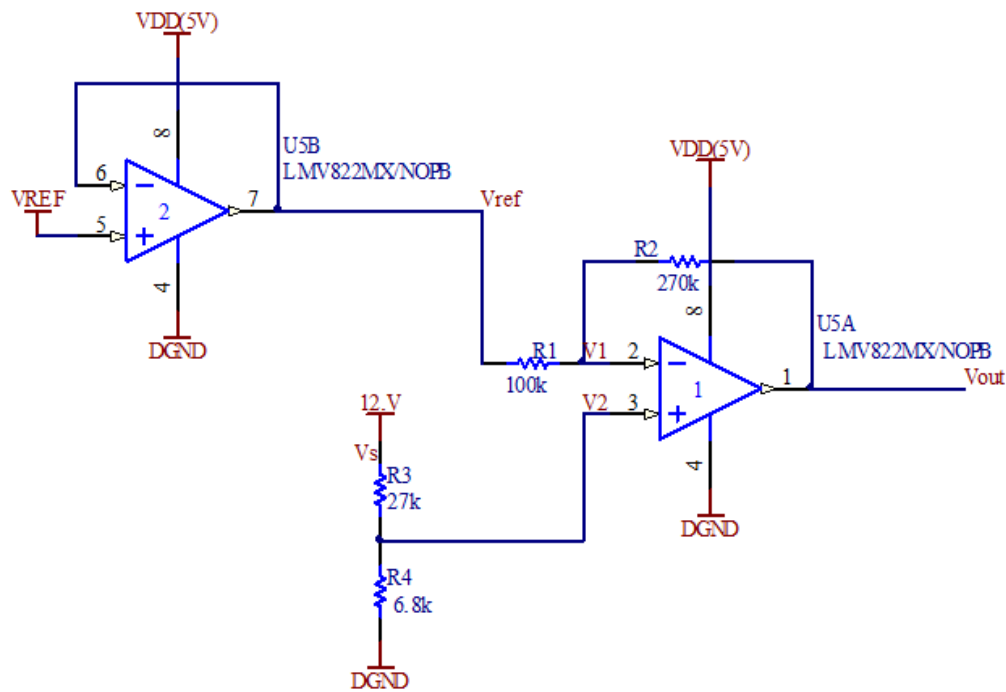 VDD(5V)
8
U5B
LMV822MX/NOPB
6
VREF
2
7
Vref
5
4
DGND
VDD(5V)
R2
270k
8
U5A
LMV822MX/NOPB
R1
V1
2
100k
1
1
Vout
12.V
V2
3
Vs
4
R3
27k
DGND
R4
6.8k
DGND